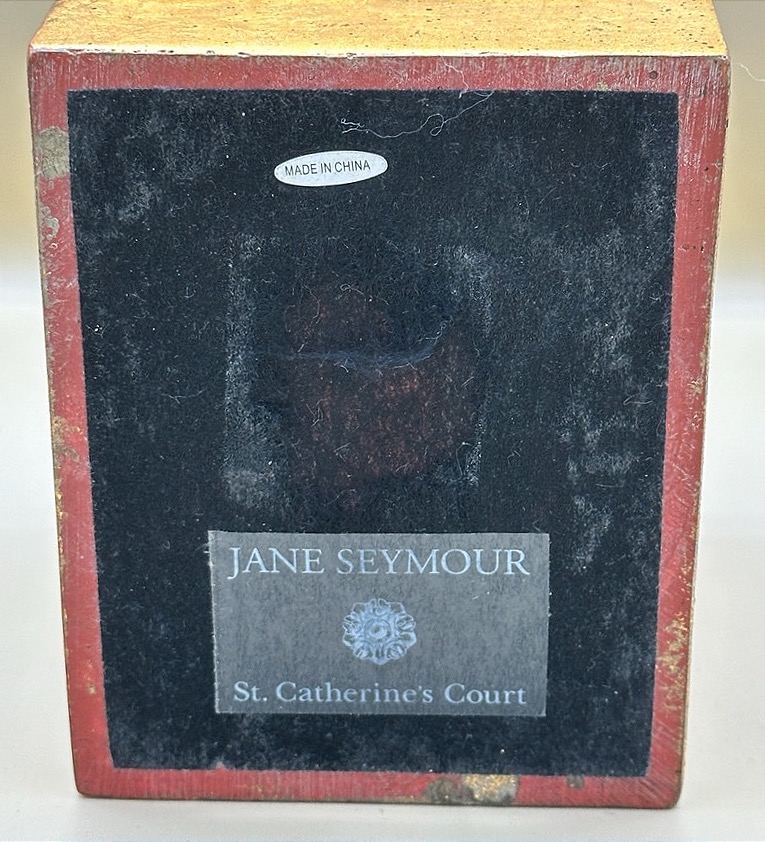 MADE IN CHINA
JANE SEYMOUR
St. Catherine's Court